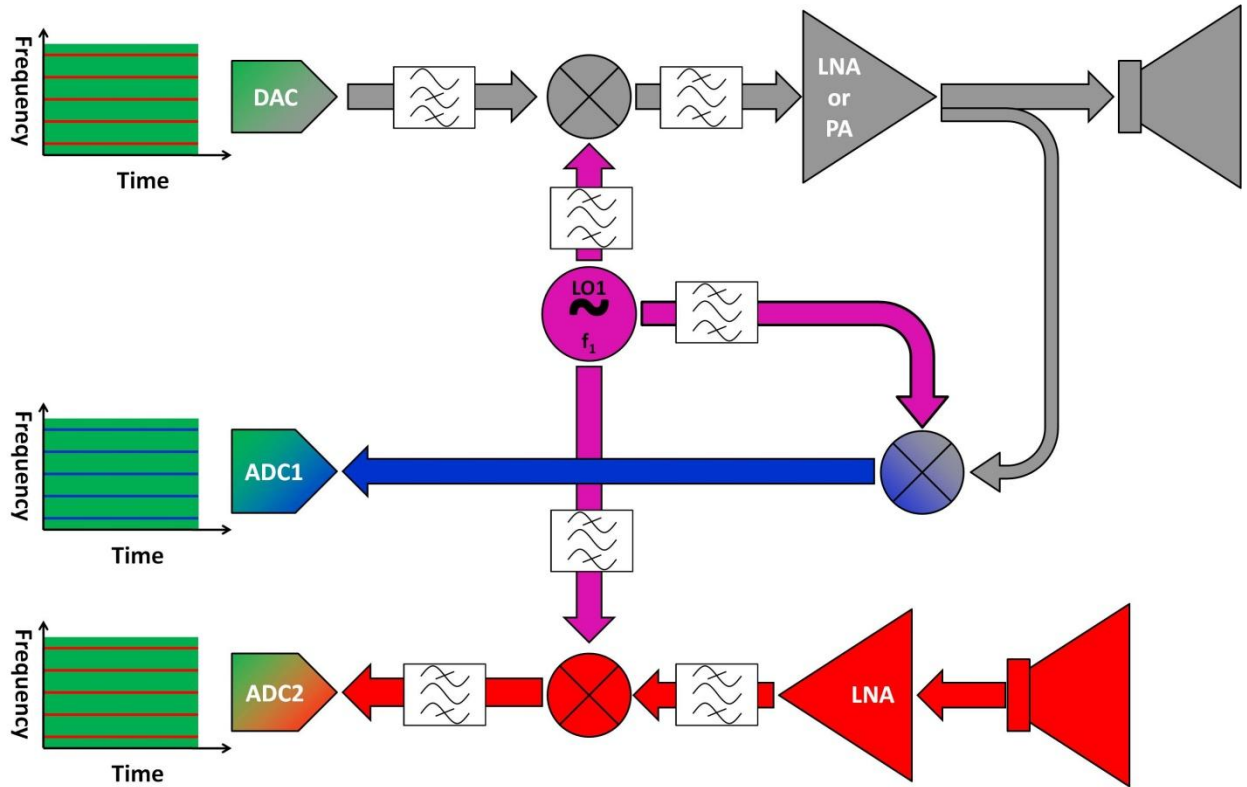 Frequency
Time
DAC
LNA
or
PA
LO1
~
f₁
Frequency
Time
ADC1
Frequency
Time
ADC2
LNA